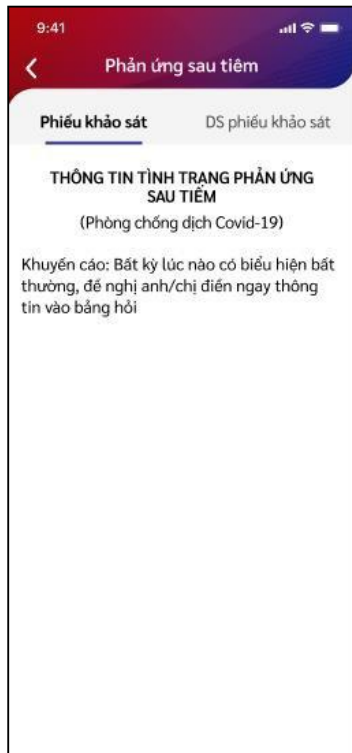 9:41
Phản ứng sau tiêm
Phiếu khảo sát
DS phiếu khảo sát
THÔNG TIN TÌNH TRẠNG PHẢN ỨNG
SAU TIÊM
(Phòng chống dịch Covid-19)
Khuyến cáo: Bất kỳ lúc nào có biểu hiện bất
thường, đề nghị anh/chị điền ngay thông
tin vào bảng hỏi